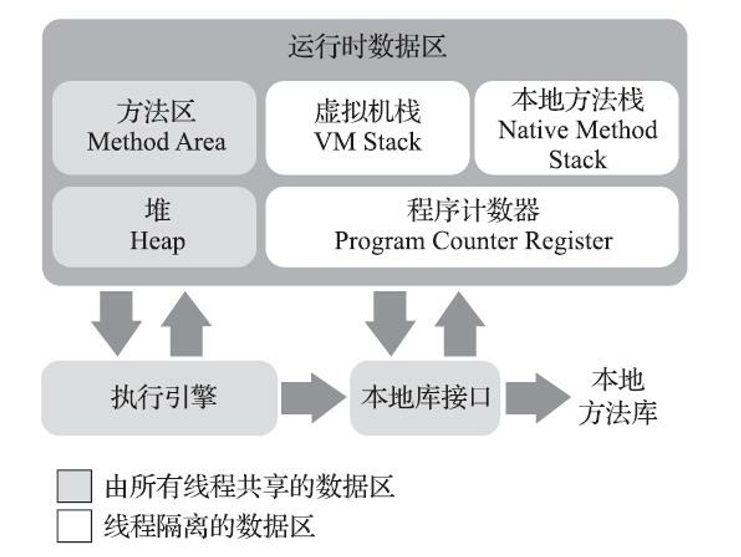 运行时数据区
方法区
Method Area
虚拟机栈
VM Stack
本地方法栈
Native Method
Stack
堆
Heap
程序计数器
Program Counter Register
执行引擎
本地库接口
本地
方法库
由所有线程共享的数据区
线程隔离的数据区